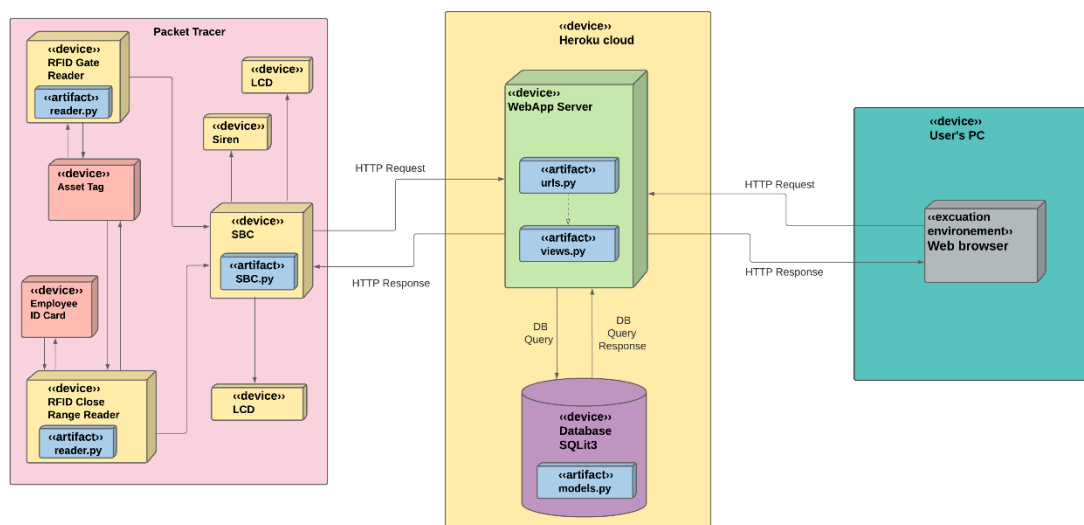 Packet Tracer
‹‹device››
RFID Gate
Reader
‹‹artifact››
reader.py
‹‹device››
LCD
‹‹device››
Siren
‹‹device››
Asset Tag
‹‹device››
SBC
‹‹artifact››
SBC.py
‹‹device››
Employee
ID Card
‹‹device››
RFID Close
Range Reader
‹‹artifact››
reader.py
‹‹device››
LCD
HTTP Request
HTTP Response
‹‹device››
Heroku cloud
‹‹device››
WebApp Server
‹‹artifact››
urls.py
‹‹artifact››
views.py
DB
Query
DB
Query
Response
‹‹device››
Database
SQLit3
‹‹artifact››
models.py
HTTP Request
HTTP Response
‹‹device››
User's PC
‹‹excuation
environement››
Web browser